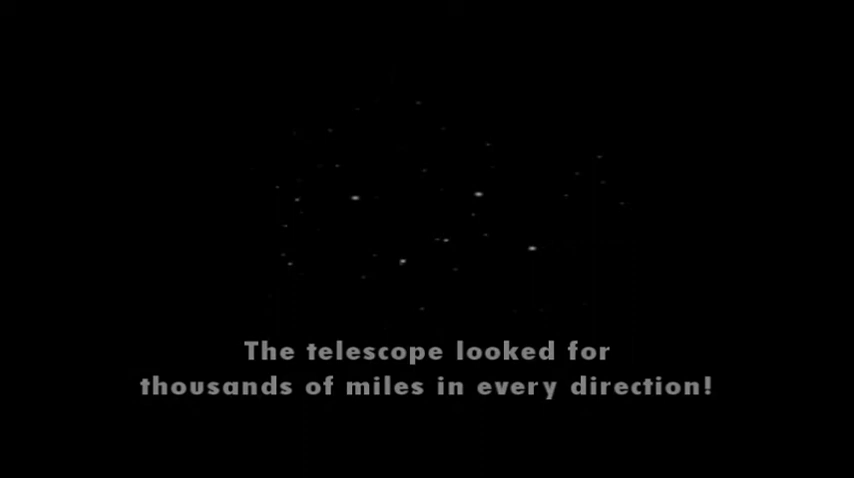 The telescope looked for
thousands of miles in every direction!